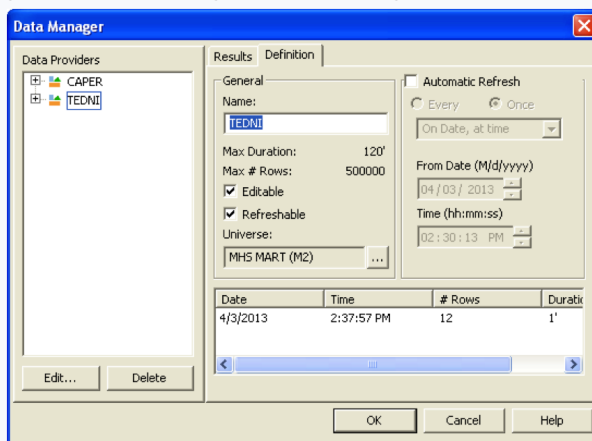 Data Manager
Data Providers
CAPER
TEDNI
Edit...
Delete
Results
Definition
General
Name:
TEDNI
Max Duration: 120'
Max # Rows: 500000
Editable
Refreshable
Universe:
MHS MART (M2)
...
Automatic Refresh
Every Once
On Date, at time
From Date (M/d/yyyy)
04/03/ 2013
Time (hh:mm:ss)
02:30:13 PM
Date Time # Rows Duratic
4/3/2013 2:37:57 PM 12 1'
OK Cancel Help